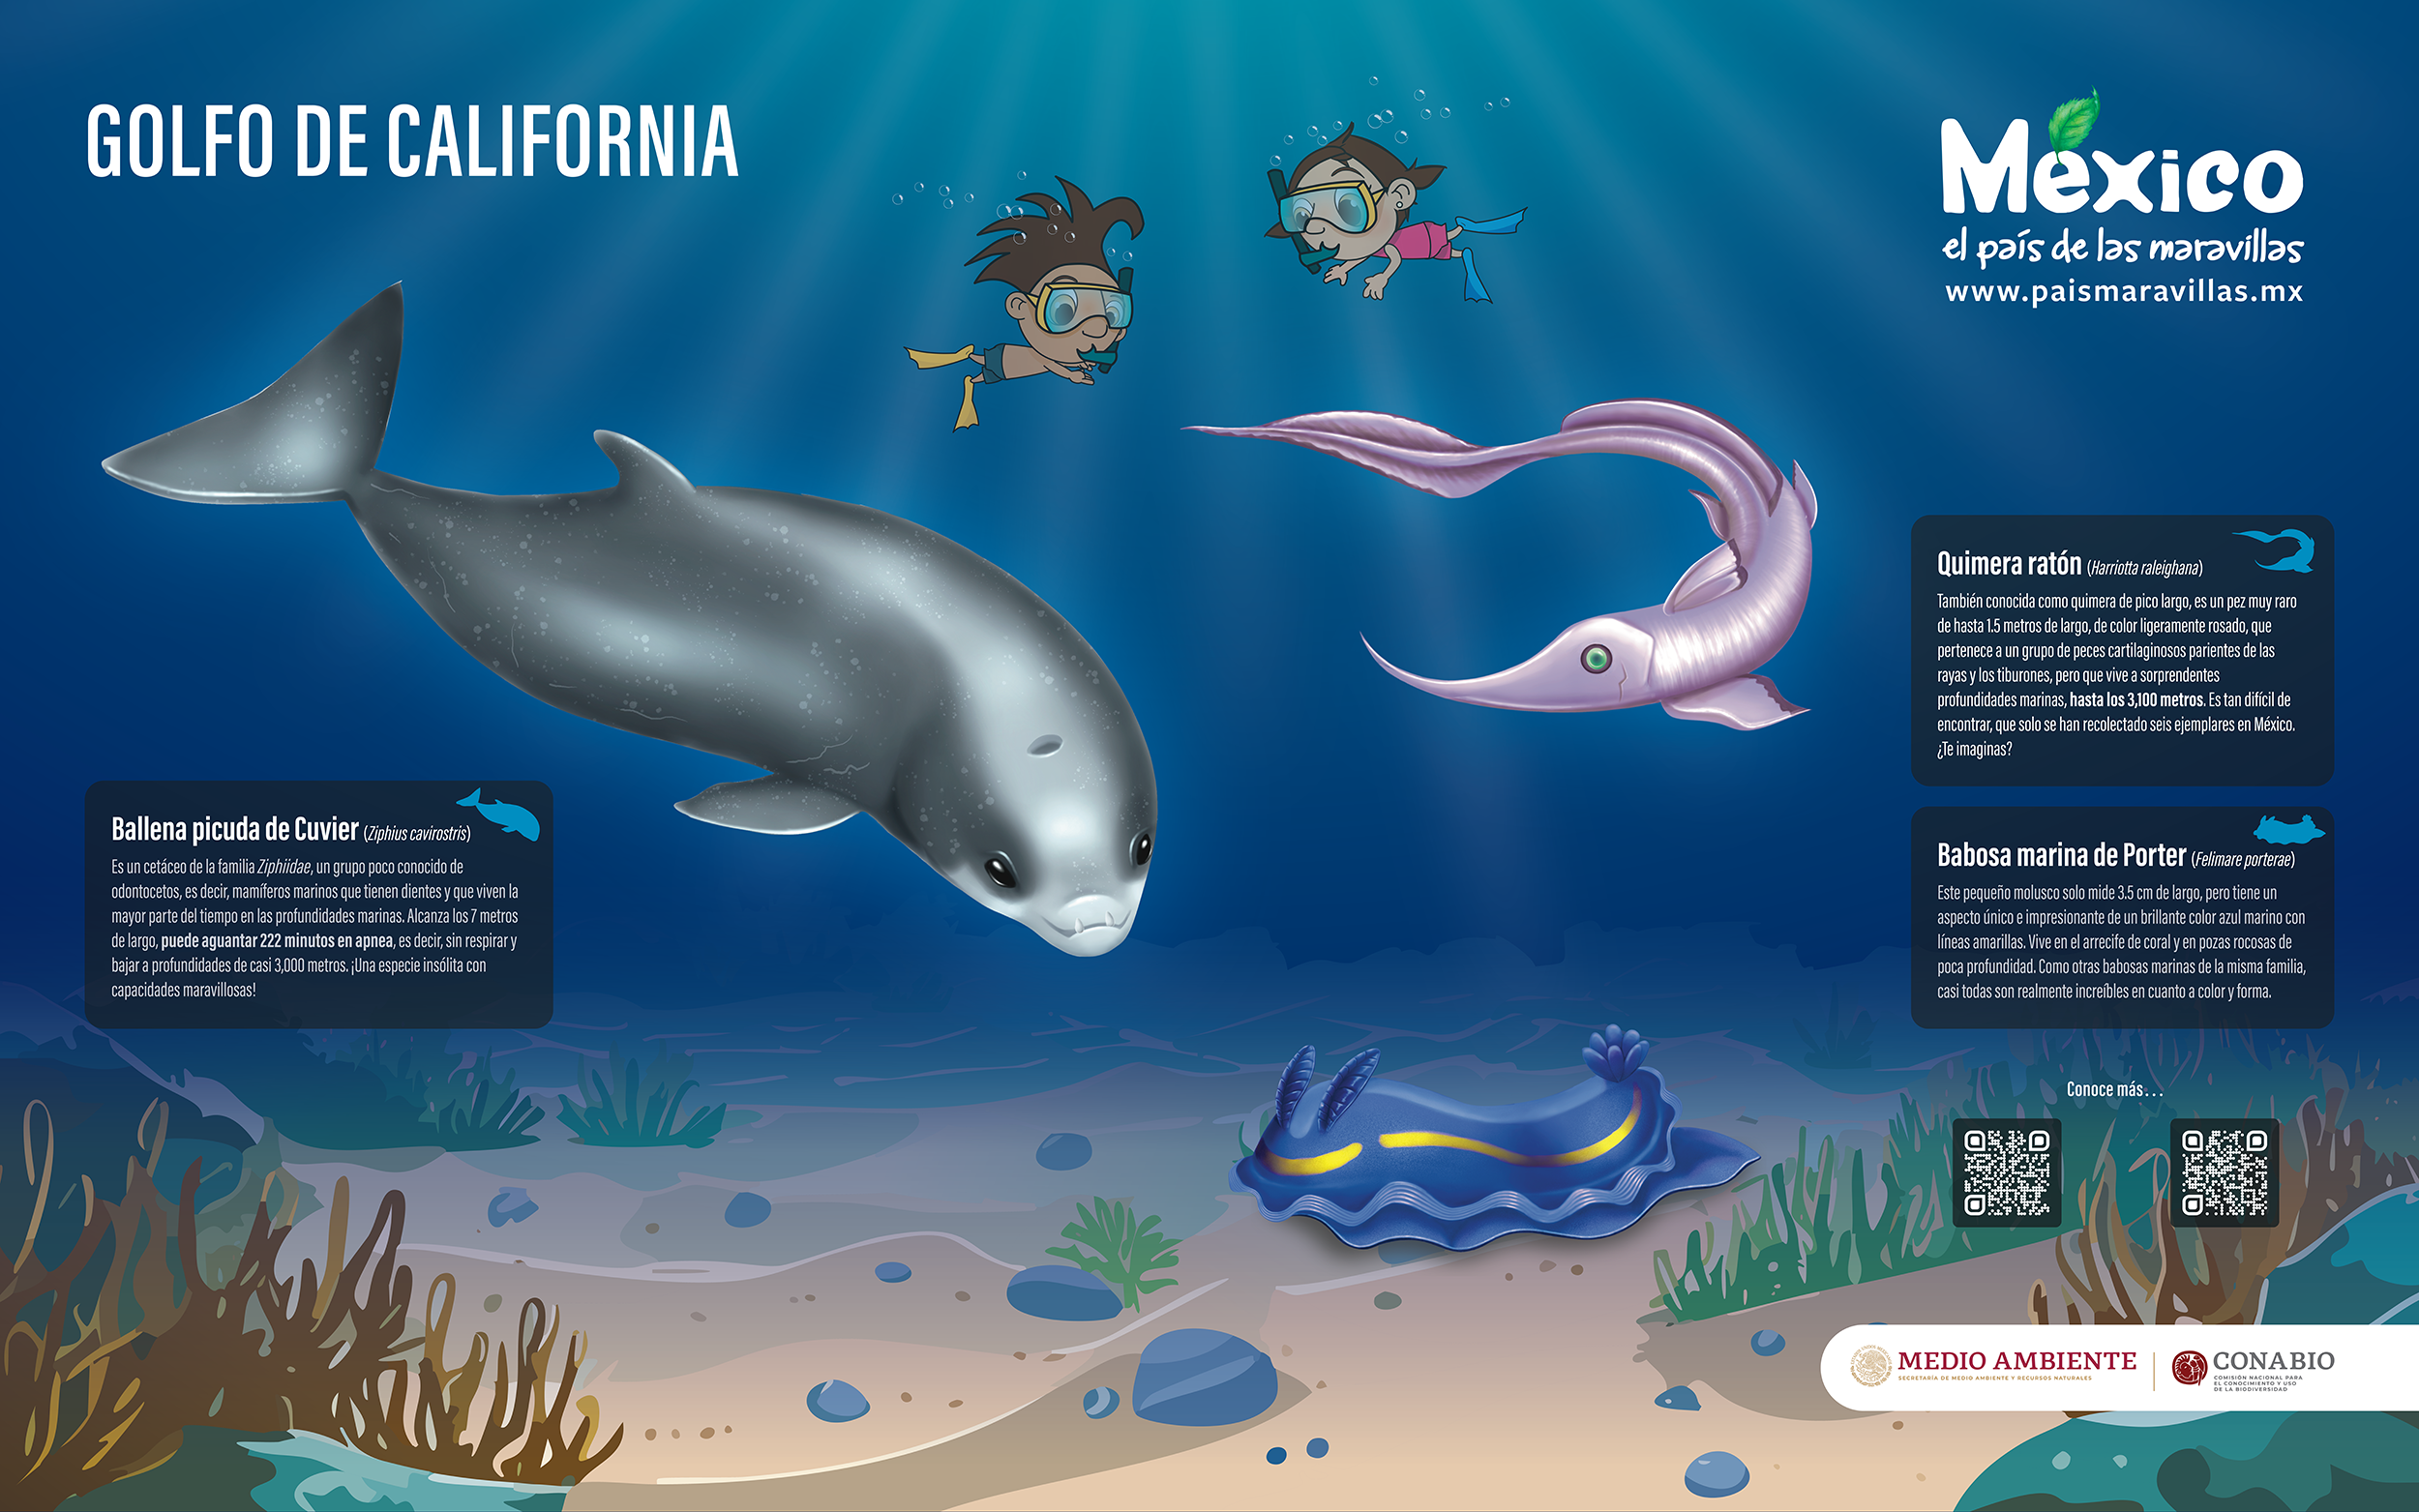 GOLFO DE CALIFORNIA
México
el país de las maravillas
www.paismaravillas.mx
Quimera ratón (Harriotta raleighana)
También conocida como quimera de pico largo, es un pez muy raro
de hasta 1.5 metros de largo, de color ligeramente rosado, que
pertenece a un grupo de peces cartilaginosos parientes de las
rayas y los tiburones, pero que vive a sorprendentes
profundidades marinas, hasta los 3,100 metros. Es tan difícil de
encontrar, que solo se han recolectado seis ejemplares en México.
¿Te imaginas?
Ballena picuda de Cuvier (Ziphius cavirostris)
Es un cetáceo de la familia Ziphiidae, un grupo poco conocido de
odontocetos, es decir, mamíferos marinos que tienen dientes y que viven la
mayor parte del tiempo en las profundidades marinas. Alcanza los 7 metros
de largo, puede aguantar 222 minutos en apnea, es decir, sin respirar y
bajar a profundidades de casi 3,000 metros. ¡Una especie insólita con
capacidades maravillosas!
Babosa marina de Porter (Felimare porterae)
Este pequeño molusco solo mide 3.5 cm de largo, pero tiene un
aspecto único e impresionante de un brillante color azul marino con
líneas amarillas. Vive en el arrecife de coral y en pozas rocosas de
poca profundidad. Como otras babosas marinas de la misma familia,
casi todas son realmente increíbles en cuanto a color y forma.
Conoce más...
MEDIO AMBIENTE
SECRETARÍA DE MEDIO AMBIENTE Y RECURSOS NATURALES
CONABIO
COMISIÓN NACIONAL PARA
EL CONOCIMIENTO Y USO
DE LA BIODIVERSIDAD